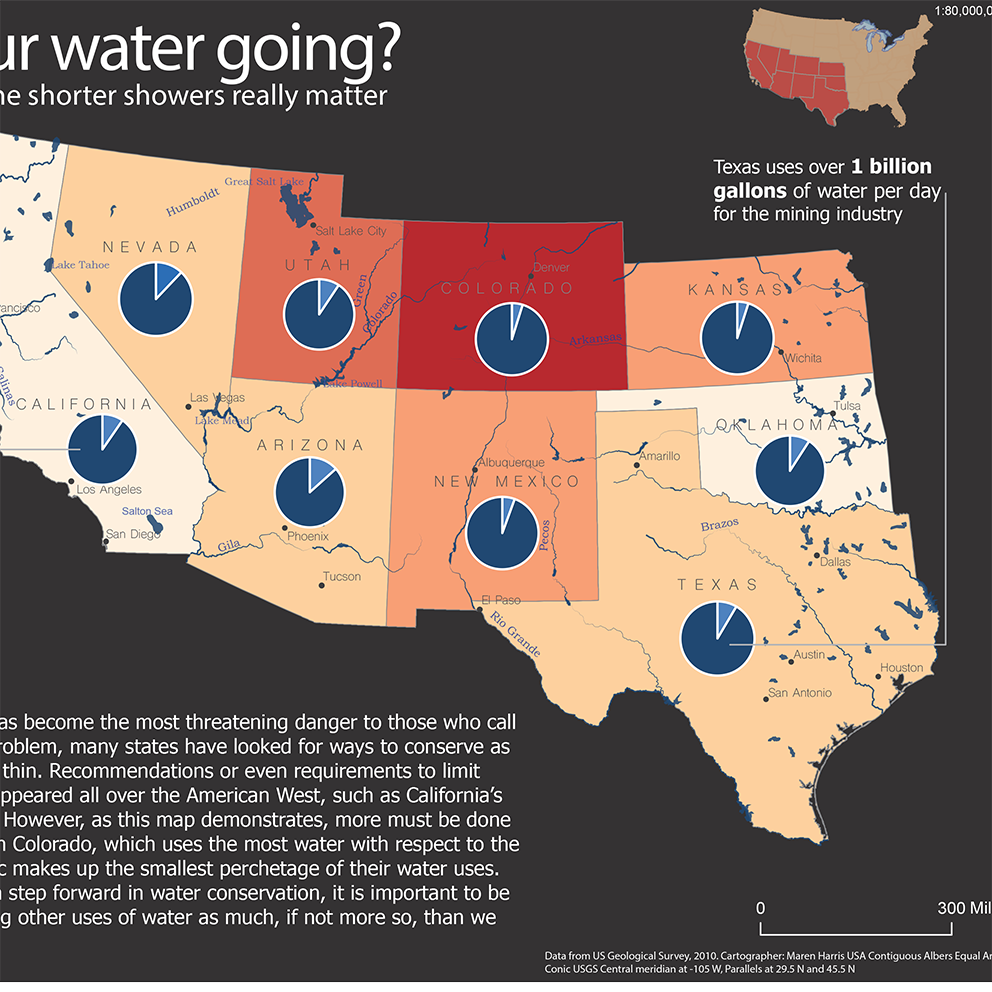 ur water going?
ne shorter showers really matter
1:80,000,0
Texas uses over 1 billion
gallons of water per day
for the mining industry
Great Salt Lake
Humboldt
Salt Lake City
NEVADA
Lake Tahoe
UTAH
Green
Colorado
Denver
COLORADO
KANSAS
Arkansas
Wichita
ancisco
alinas
CALIFORNIA
Las Vegas
Lake Mead
Lake Powell
Tulsa
OKLAHOMA
ARIZONA
Albuquerque
Amarillo
NEW MEXICO
Los Angeles
Salton Sea
San Diego
Gila
Phoenix
Tucson
Pecos
Brazos
Dallas
TEXAS
El Paso
Rio Grande
Austin
Houston
San Antonio
as become the most threatening danger to those who call
roblem, many states have looked for ways to conserve as
thin. Recommendations or even requirements to limit
ppeared all over the American West, such as California's
However, as this map demonstrates, more must be done
n Colorado, which uses the most water with respect to the
c makes up the smallest perchetage of their water uses.
step forward in water conservation, it is important to be
g other uses of water as much, if not more so, than we
0 300 Mil
Data from US Geological Survey, 2010. Cartographer: Maren Harris USA Contiguous Albers Equal Ar
Conic USGS Central meridian at -105 W, Parallels at 29.5 N and 45.5 N